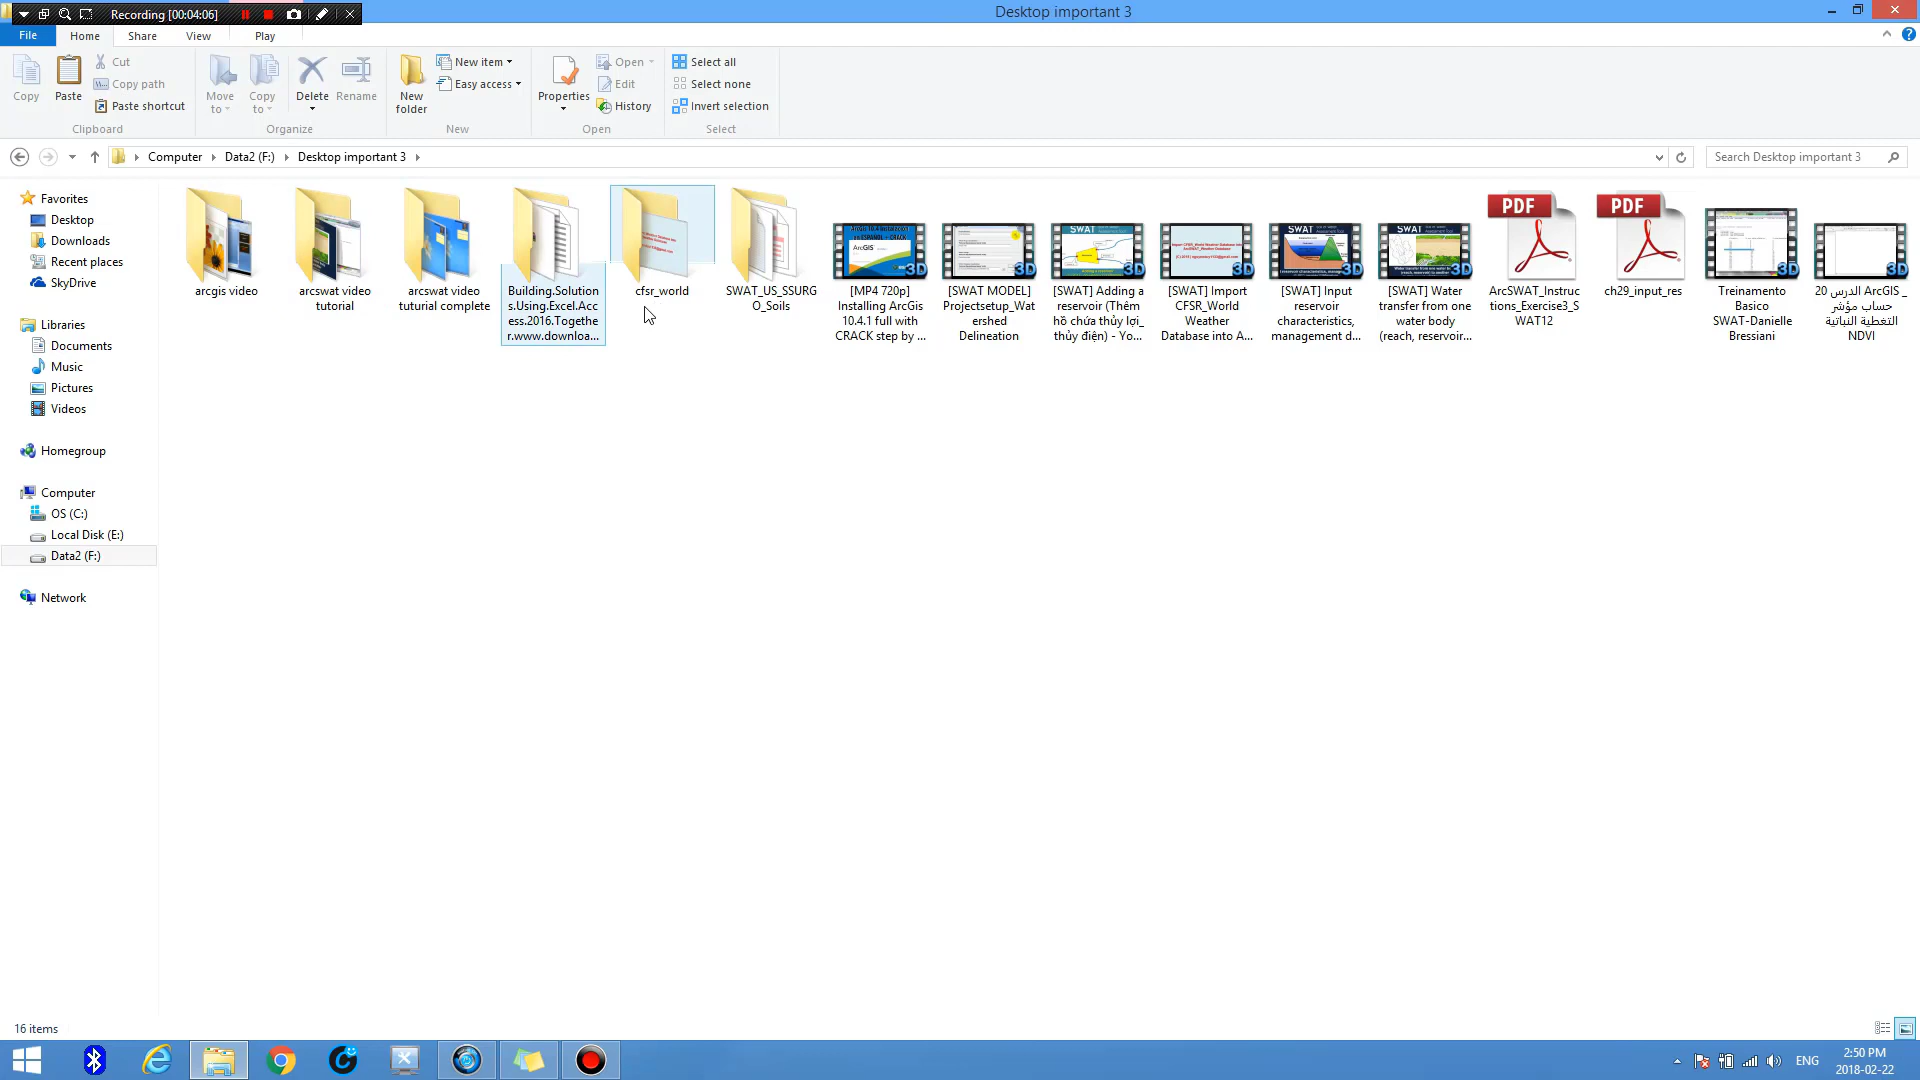 Recording [00:04:06]
Desktop important 3
File
Home
Share
View
Play
Copy
Paste
Cut
Copy path
Paste shortcut
Clipboard
Move to
Copy to
Delete
Rename
Organize
New folder
New item
Easy access
New
Properties
Open
Edit
History
Open
Select all
Select none
Invert selection
Select
Computer
Data2 (F:)
Desktop important 3
Search Desktop important 3
Favorites
Desktop
Downloads
Recent places
SkyDrive
Libraries
Documents
Music
Pictures
Videos
Homegroup
Computer
OS (C:)
Local Disk (E:)
Data2 (F:)
Network
arcgis video
arcswat video
tutorial
arcswat video
tuturial complete
Building.Solution
s.Using.Excel.Acc
ess.2016.Togethe
r.www.downloa...
cfsr_world
SWAT_US_SSURG
O_Soils
[MP4 720p]
Installing ArcGis
10.4.1 full with
CRACK step by ...
[SWAT MODEL]
Projectsetup_Wat
ershed
Delineation
[SWAT] Adding a
reservoir (Thêm
hồ chứa thủy lợi_
thủy điện) - Yo...
[SWAT] Import
CFSR_World
Weather
Database into A...
[SWAT] Input
reservoir
characteristics,
management d...
[SWAT] Water
transfer from one
water body
(reach, reservoir...
PDF
ArcSWAT_Instruc
tions_Exercise3_S
WAT12
PDF
ch29_input_res
Treinamento
Basico
SWAT-Danielle
Bressiani
20 الدرس ArcGIS _
حساب مؤشر
التغطية النباتية
NDVI
16 items
ENG
2:50 PM
2018-02-22